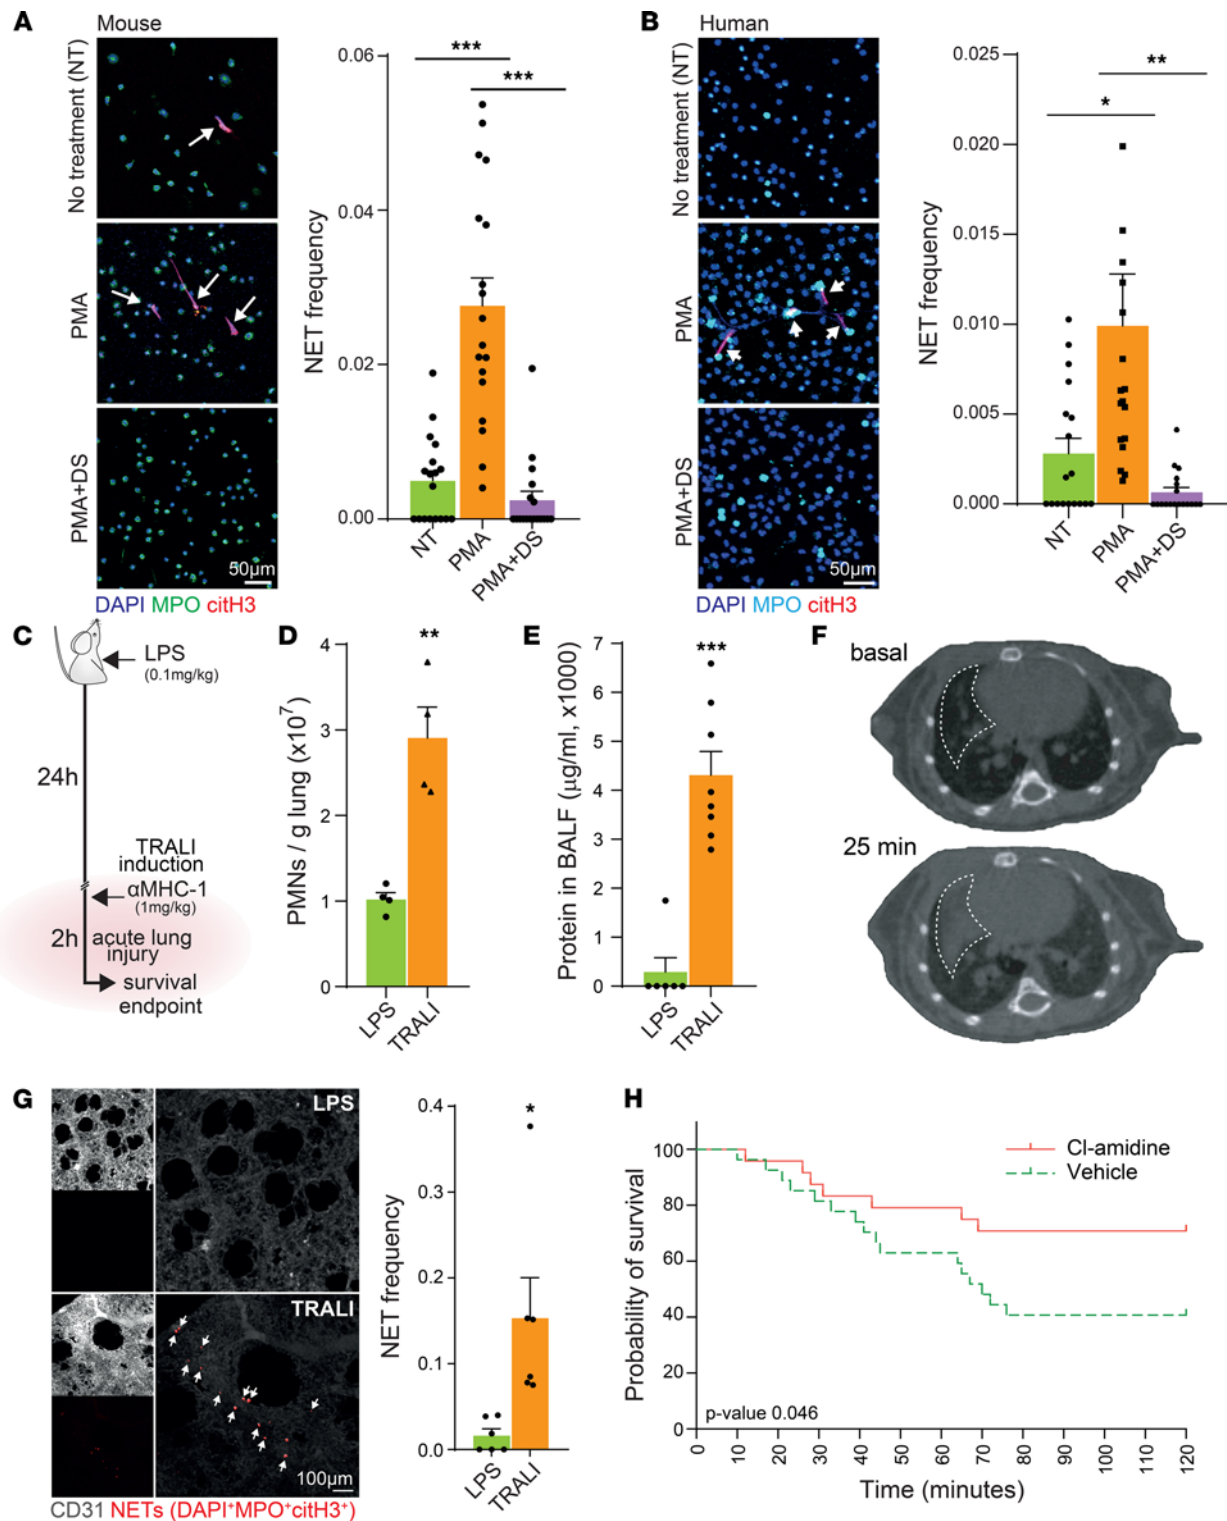 A
Mouse
No treatment (NT)
PMA
PMA+DS
50μm
DAPI MPO citH3
NET frequency
0.06
0.04
0.02
0.00
***
***
NT
PMA
PMA+DS
B
Human
No treatment (NT)
PMA
PMA+DS
50μm
DAPI MPO citH3
NET frequency
0.025
0.020
0.015
0.010
0.005
0.000
**
*
NT
PMA
PMA+DS
C
LPS
(0.1mg/kg)
24h
TRALI
induction
αMHC-1
(1mg/kg)
2h
acute lung
injury
survival
endpoint
D
PMNs / g lung (x10⁷)
4
3
2
1
0
**
LPS
TRALI
E
Protein in BALF (μg/ml, x1000)
7
6
5
4
3
2
1
0
***
LPS
TRALI
F
basal
25 min
G
LPS
TRALI
100μm
CD31 NETs (DAPI⁺MPO⁺citH3⁺)
NET frequency
0.4
0.3
0.2
0.1
0.0
*
LPS
TRALI
H
Probability of survival
100
80
60
40
20
0
Cl-amidine
Vehicle
p-value 0.046
0
10
20
30
40
50
60
70
80
90
100
110
120
Time (minutes)